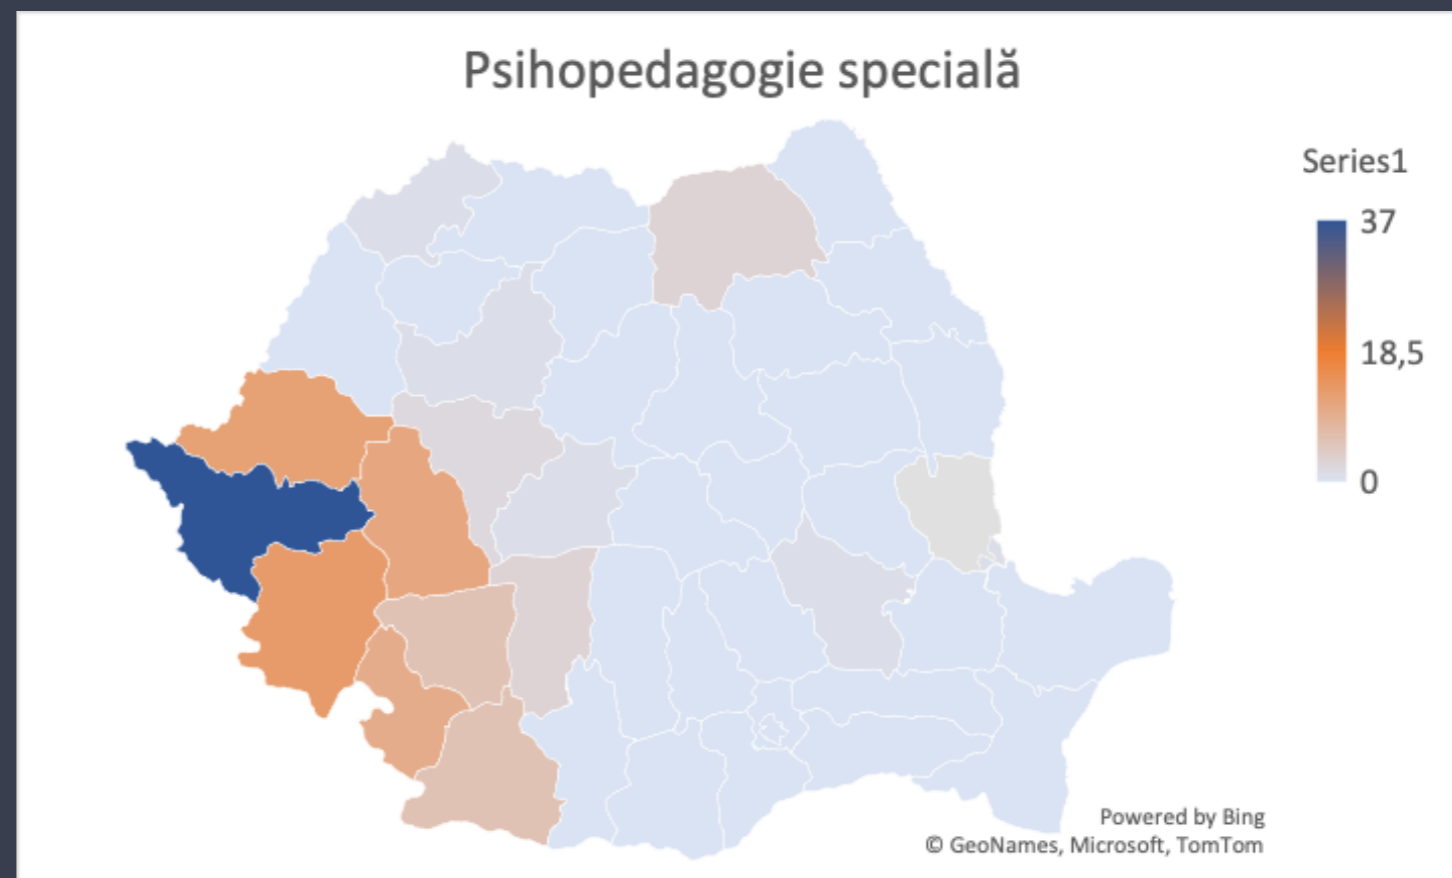 Psihopedagogie specială
Series1
37
18,5
0
Powered by Bing
© GeoNames, Microsoft, TomTom